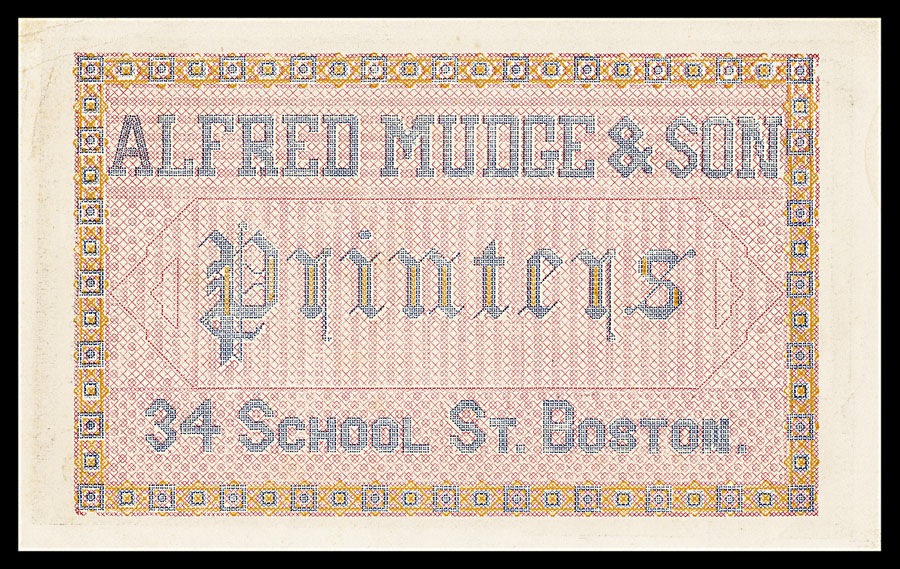 ALFRED MUDGE & SON
Printers
34 SCHOOL ST. BOSTON.